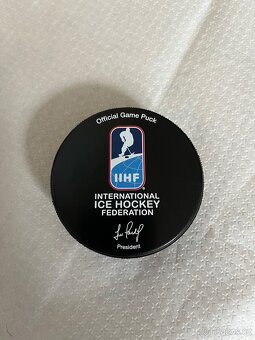 Official Game Puck
IIHF
INTERNATIONAL
ICE HOCKEY
FEDERATION
President